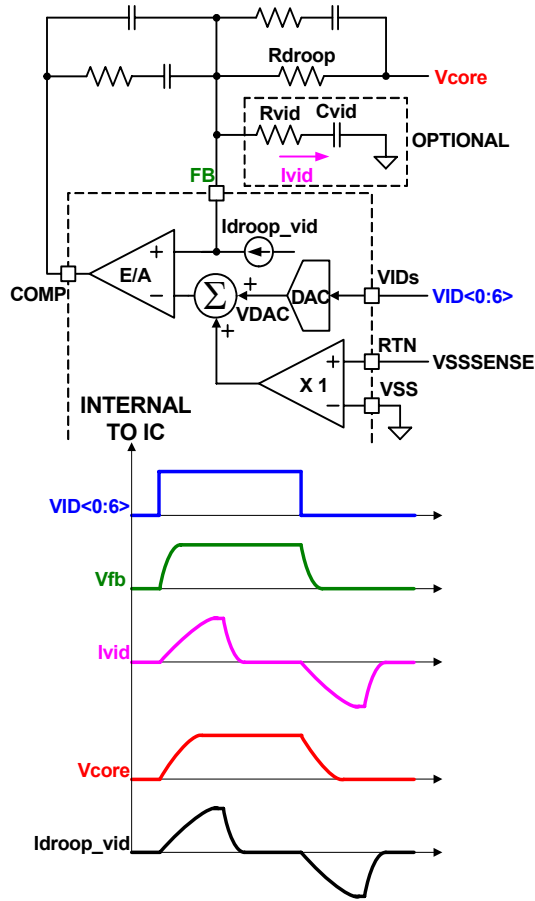 Rdroop
Vcore
Rvid
Cvid
OPTIONAL
Ivid
FB
Idroop_vid
+
E/A
−
COMP
Σ
+
+
VDAC
DAC
VIDs
VID<0:6>
RTN
VSSSENSE
+
X 1
−
VSS
INTERNAL
TO IC
VID<0:6>
Vfb
Ivid
Vcore
Idroop_vid